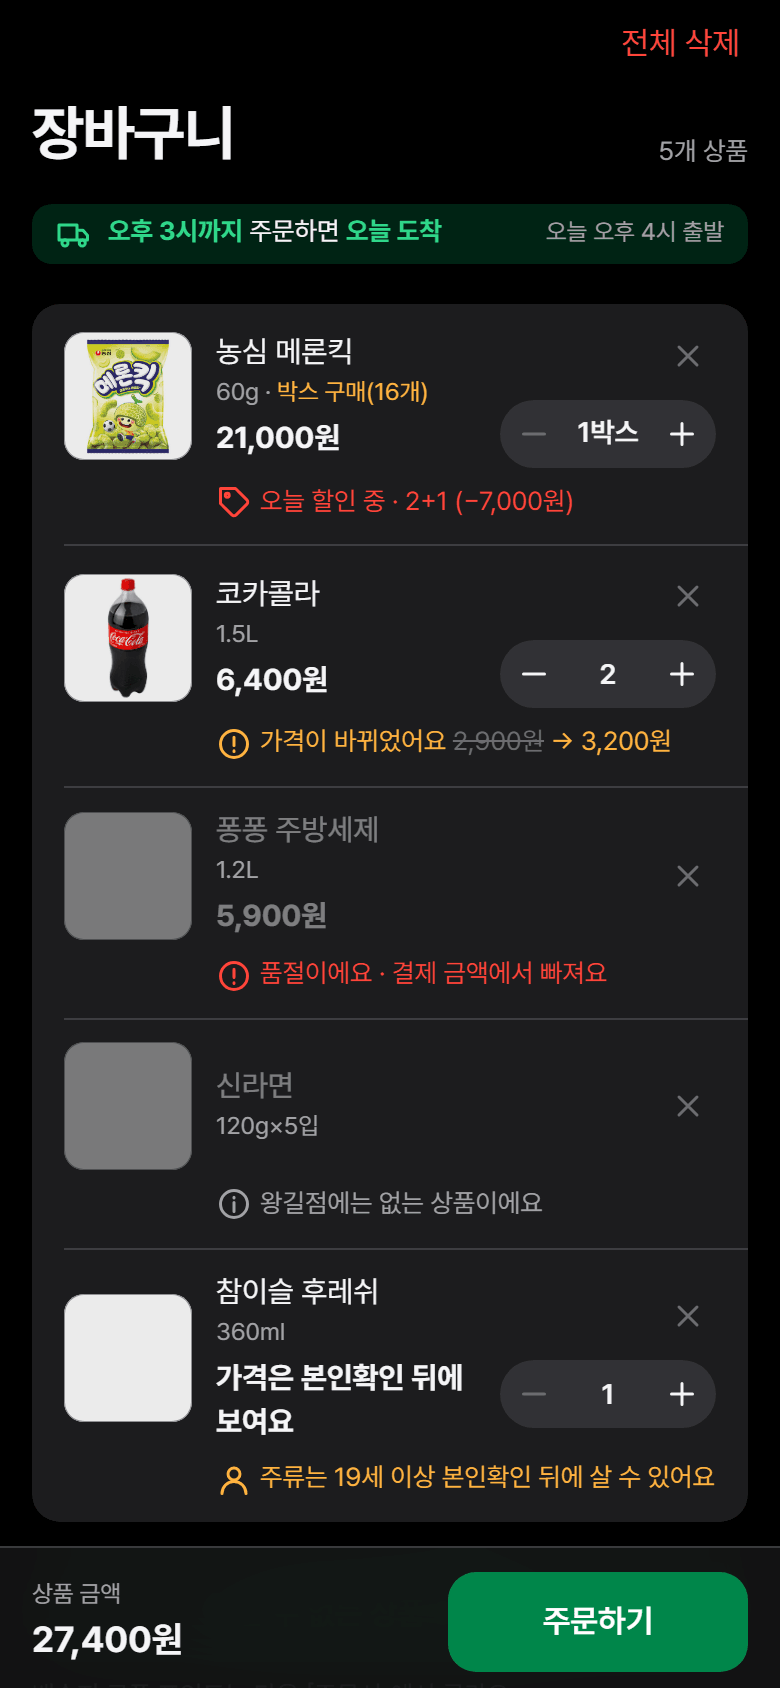 전체 삭제
장바구니
5개 상품
오후 3시까지 주문하면 오늘 도착
오늘 오후 4시 출발
농심 메론킥
60g · 박스 구매(16개)
21,000원
1박스
오늘 할인 중 · 2+1 (−7,000원)
메론킥
코카콜라
1.5L
6,400원
2
가격이 바뀌었어요 2,900원 → 3,200원
Coca-Cola
퐁퐁 주방세제
1.2L
5,900원
품절이에요 · 결제 금액에서 빠져요
신라면
120g×5입
왕길점에는 없는 상품이에요
참이슬 후레쉬
360ml
가격은 본인확인 뒤에
보여요
1
주류는 19세 이상 본인확인 뒤에 살 수 있어요
상품 금액
27,400원
주문하기